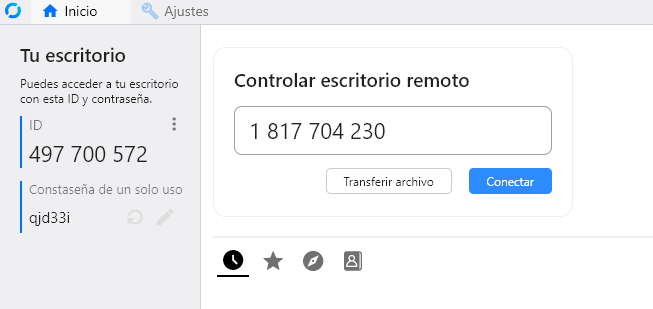 Inicio
Ajustes
Tu escritorio
Puedes acceder a tu escritorio
con esta ID y contraseña.
ID
497 700 572
Constaseña de un solo uso
qjd33i
Controlar escritorio remoto
1 817 704 230
Transferir archivo
Conectar